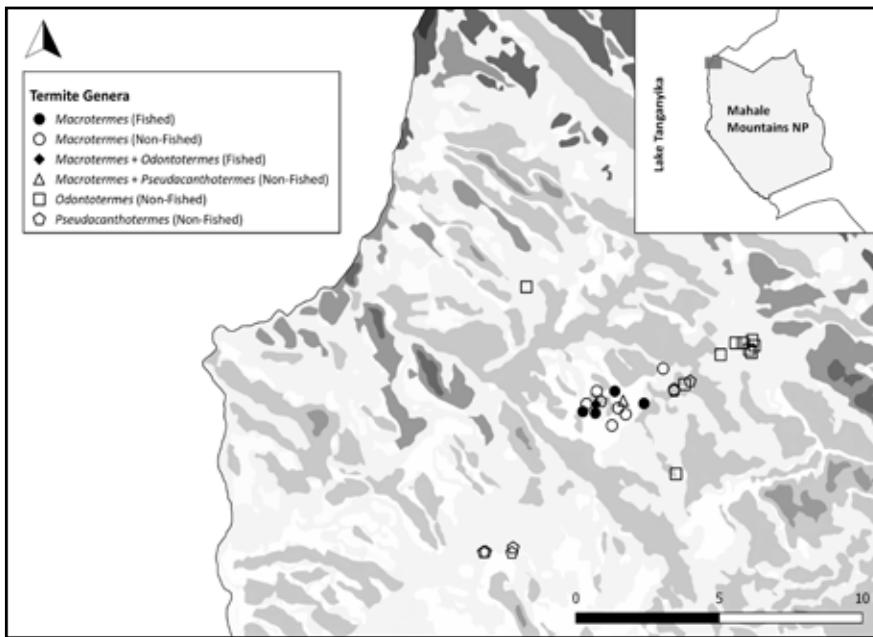 Termite Genera
Macrotermes (Fished)
Macrotermes (Non-Fished)
Macrotermes + Odontotermes (Fished)
Macrotermes + Pseudacanthotermes (Non-Fished)
Odontotermes (Non-Fished)
Pseudacanthotermes (Non-Fished)
Lake Tanganyika
Mahale
Mountains NP
0 5 10